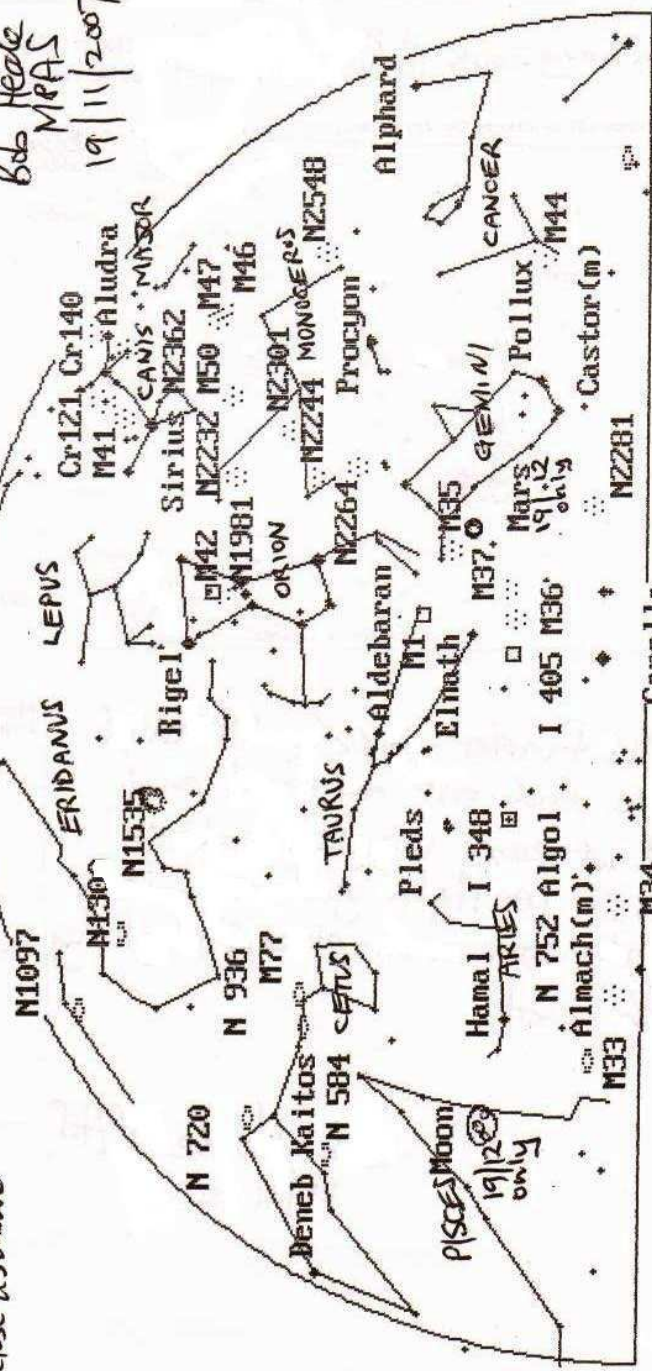 Bob Heale
MPAS
19/11/2007
N1097
ERIDANUS
LEPUS
Cr121 Cr140
M41
Aludra
CANIS MAJOR
N130
N1535
Rigel
Sirius
N2362
N 720
N 936
M77
M42
N1981
N2232
M50
M47
M46
Deneb Kaitos
N 584
CETUS
ORION
N2301
N2244
MONOCEROS
N2548
TAURUS
N2264
Procyon
Alphard
Pleds
Aldebaran
M1
M35
GEMINI
CANCER
PISCES
Moon
19/12
only
Hamal
I 348
ARIES
Elnath
M37
Mars
19.12
only
Pollux
M44
N 752
Algol
I 405
M36
Castor(m)
Almach(m)
N2281
M33
M34